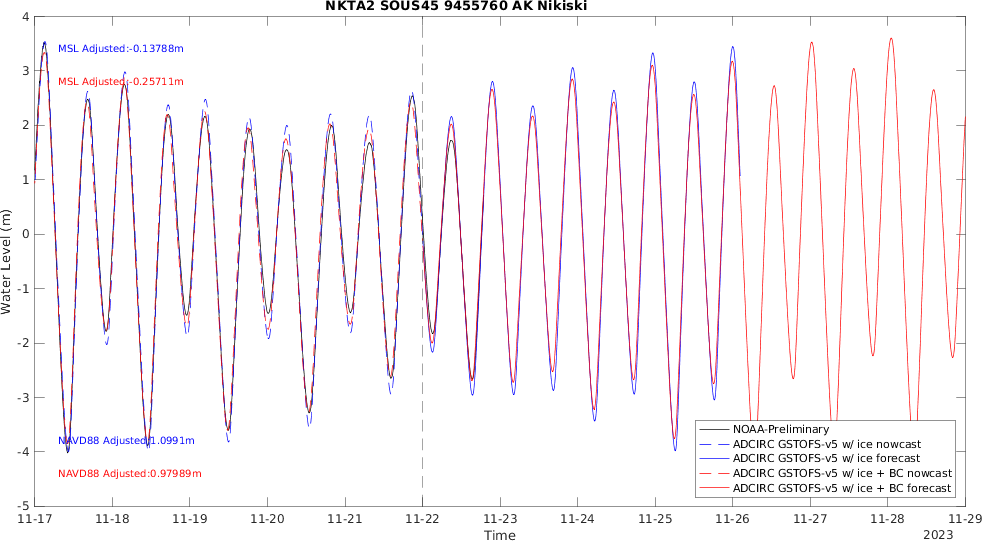 NKTA2 SOUS45 9455760 AK Nikiski
MSL Adjusted:-0.13788m
MSL Adjusted:-0.25711m
NAVD88 Adjusted:1.0991m
NAVD88 Adjusted:0.97989m
Water Level (m)
4
3
2
1
0
-1
-2
-3
-4
-5
NOAA-Preliminary
ADCIRC GSTOFS-v5 w/ ice nowcast
ADCIRC GSTOFS-v5 w/ ice forecast
ADCIRC GSTOFS-v5 w/ ice + BC nowcast
ADCIRC GSTOFS-v5 w/ ice + BC forecast
11-17 11-18 11-19 11-20 11-21 11-22 11-23 11-24 11-25 11-26 11-27 11-28 11-29
Time
2023